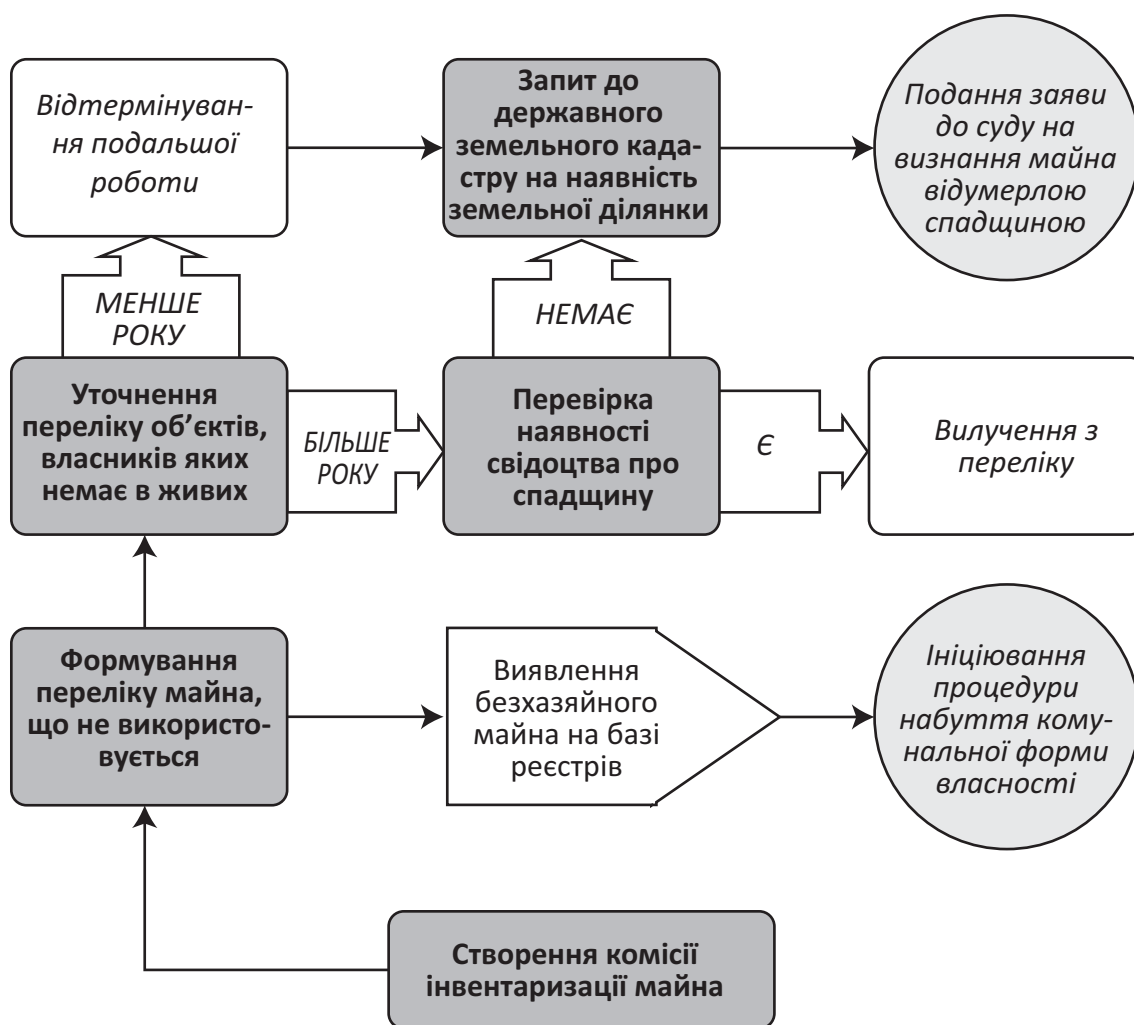 Відтермінуван-
ня подальшої
роботи
Запит до
державного
земельного када-
стру на наявність
земельної ділянки
Подання заяви
до суду на
визнання майна
відумерлою
спадщиною
МЕНШЕ
РОКУ
НЕМАЄ
Уточнення
переліку об’єктів,
власників яких
немає в живих
БІЛЬШЕ
РОКУ
Перевірка
наявності
свідоцтва про
спадщину
Є
Вилучення з
переліку
Формування
переліку майна,
що не використо-
вується
Виявлення
безхазяйного
майна на базі
реєстрів
Ініціювання
процедури
набуття кому-
нальної форми
власності
Створення комісії
інвентаризації майна